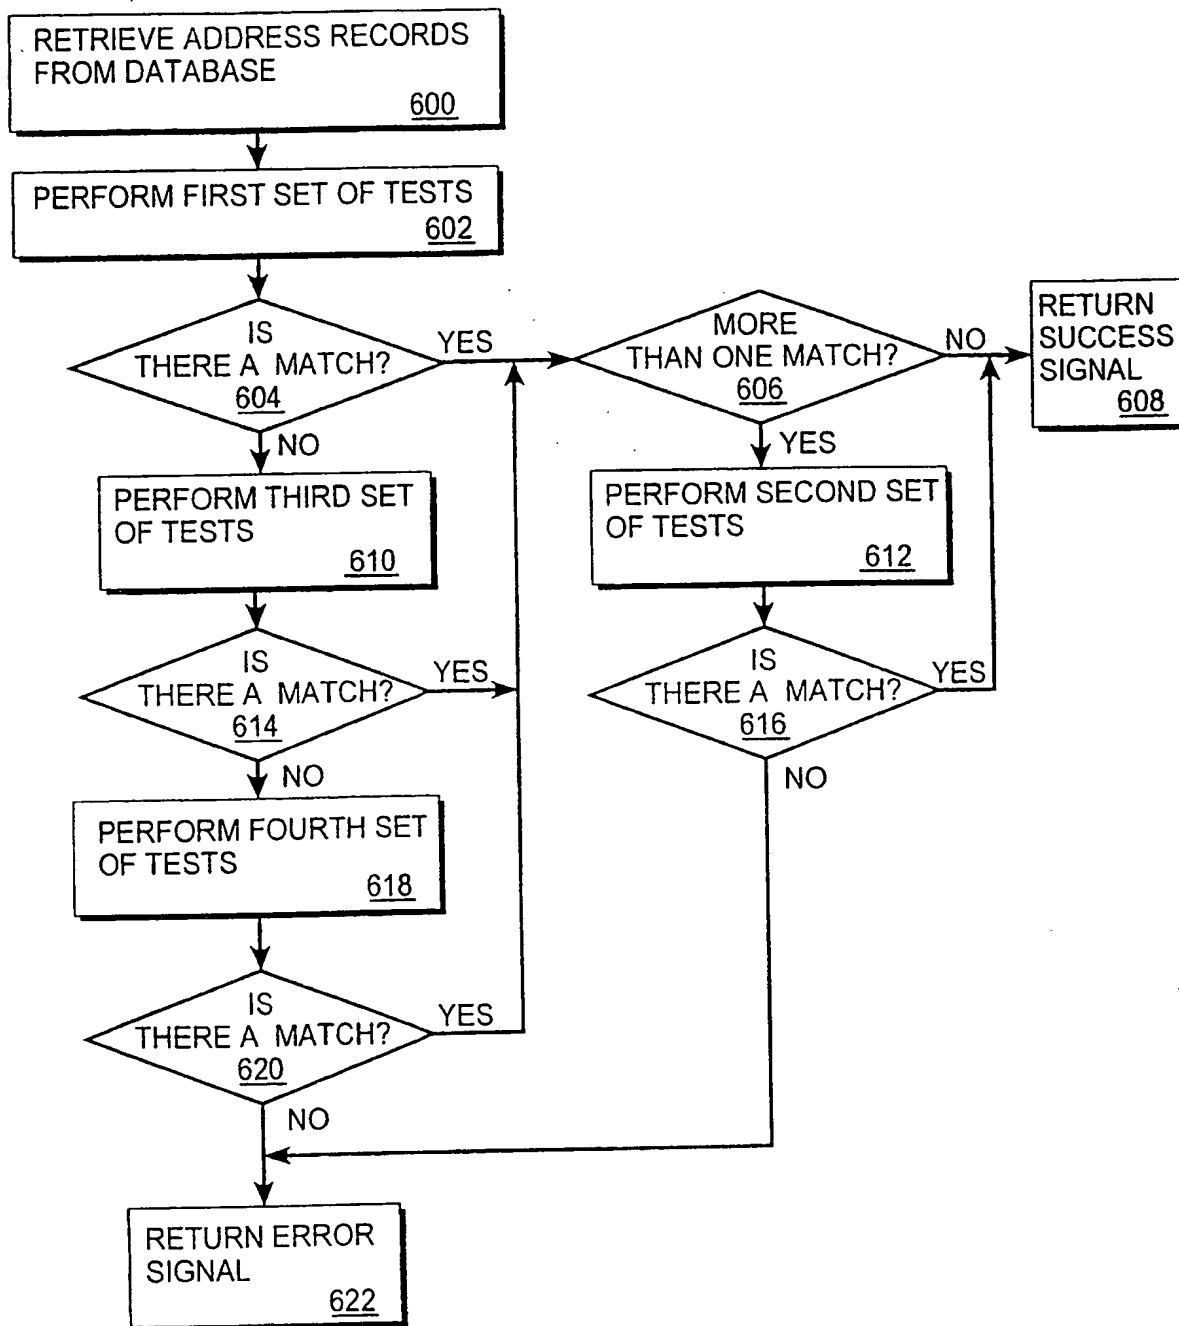 RETRIEVE ADDRESS RECORDS
FROM DATABASE
600
PERFORM FIRST SET OF TESTS
602
IS
THERE A MATCH?
604
YES
NO
MORE
THAN ONE MATCH?
606
NO
YES
RETURN
SUCCESS
SIGNAL
608
PERFORM THIRD SET
OF TESTS
610
PERFORM SECOND SET
OF TESTS
612
IS
THERE A MATCH?
614
YES
NO
IS
THERE A MATCH?
616
YES
NO
PERFORM FOURTH SET
OF TESTS
618
IS
THERE A MATCH?
620
YES
NO
RETURN ERROR
SIGNAL
622